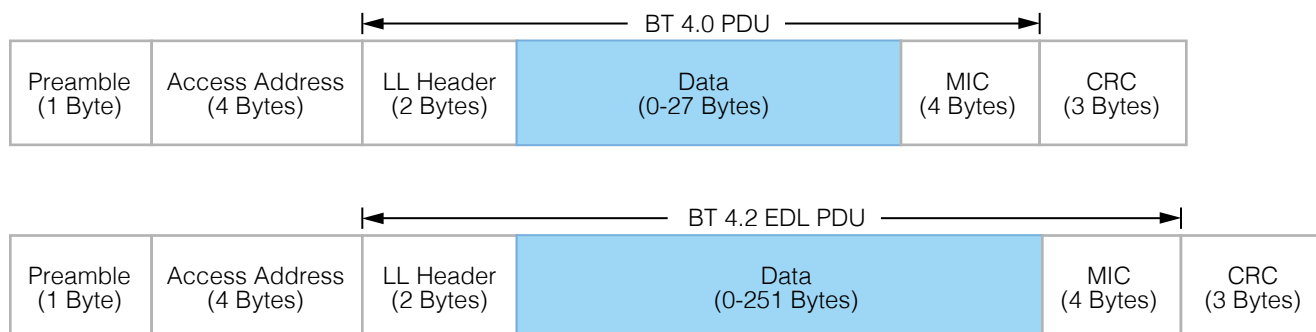 BT 4.0 PDU
Preamble
(1 Byte)
Access Address
(4 Bytes)
LL Header
(2 Bytes)
Data
(0-27 Bytes)
MIC
(4 Bytes)
CRC
(3 Bytes)
BT 4.2 EDL PDU
Preamble
(1 Byte)
Access Address
(4 Bytes)
LL Header
(2 Bytes)
Data
(0-251 Bytes)
MIC
(4 Bytes)
CRC
(3 Bytes)